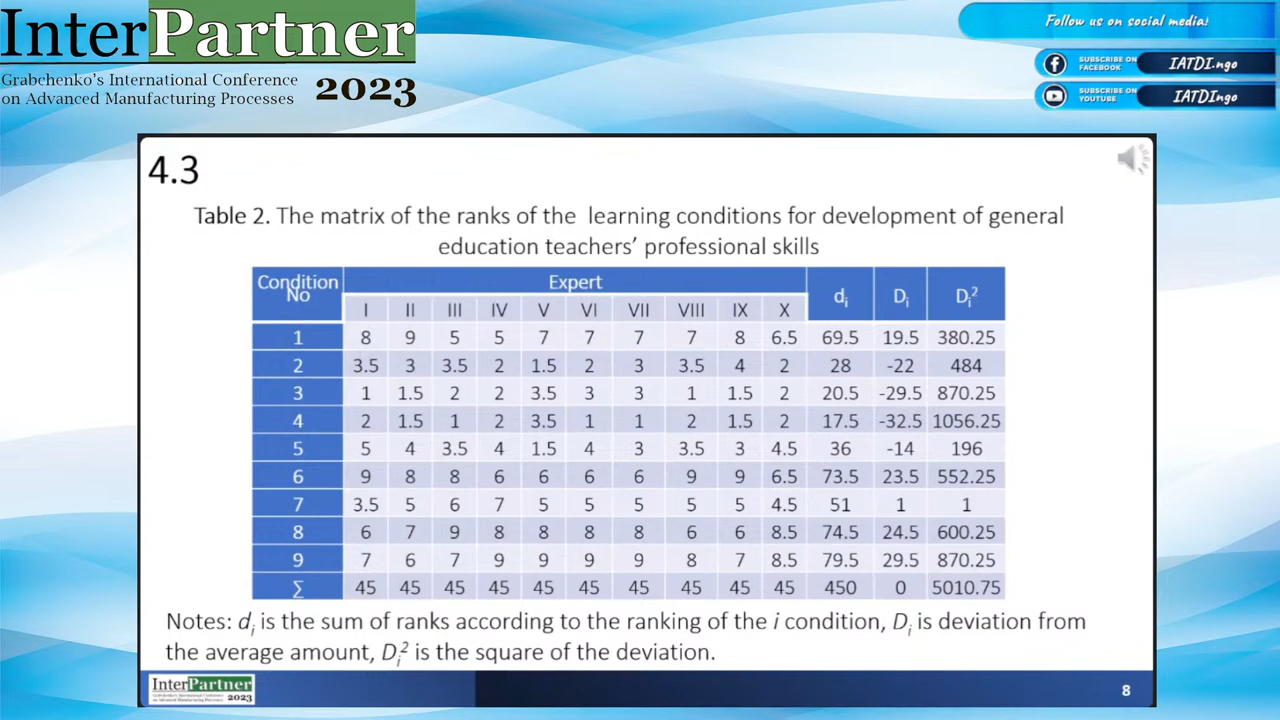 InterPartner
Grabchenko's International Conference
on Advanced Manufacturing Processes 2023
Follow us on social media!
SUBSCRIBE ON FACEBOOK IATDI.ngo
SUBSCRIBE ON YOUTUBE IATDIngo
4.3
Table 2. The matrix of the ranks of the learning conditions for development of general
education teachers' professional skills
Condition No Expert dᵢ Dᵢ Dᵢ²
I II III IV V VI VII VIII IX X
1 8 9 5 5 7 7 7 7 8 6.5 69.5 19.5 380.25
2 3.5 3 3.5 2 1.5 2 3 3.5 4 2 28 -22 484
3 1 1.5 2 2 3.5 3 3 1 1.5 2 20.5 -29.5 870.25
4 2 1.5 1 2 3.5 1 1 2 1.5 2 17.5 -32.5 1056.25
5 5 4 3.5 4 1.5 4 3 3.5 3 4.5 36 -14 196
6 9 8 8 6 6 6 6 9 9 6.5 73.5 23.5 552.25
7 3.5 5 6 7 5 5 5 5 5 4.5 51 1 1
8 6 7 9 8 8 8 8 6 6 8.5 74.5 24.5 600.25
9 7 6 7 9 9 9 9 8 7 8.5 79.5 29.5 870.25
∑ 45 45 45 45 45 45 45 45 45 45 450 0 5010.75
Notes: dᵢ is the sum of ranks according to the ranking of the i condition, Dᵢ is deviation from
the average amount, Dᵢ² is the square of the deviation.
InterPartner
Grabchenko's International Conference
on Advanced Manufacturing Processes 2023
8